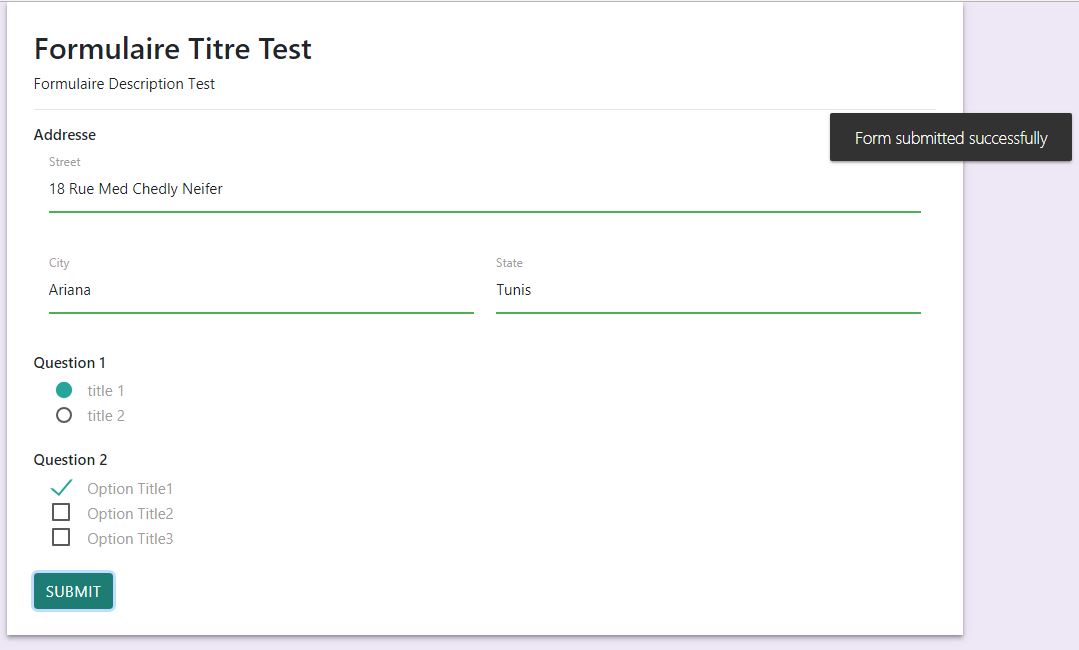 Formulaire Titre Test
Formulaire Description Test
Form submitted successfully
Addresse
Street
18 Rue Med Chedly Neifer
City
Ariana
State
Tunis
Question 1
title 1
title 2
Question 2
Option Title1
Option Title2
Option Title3
SUBMIT